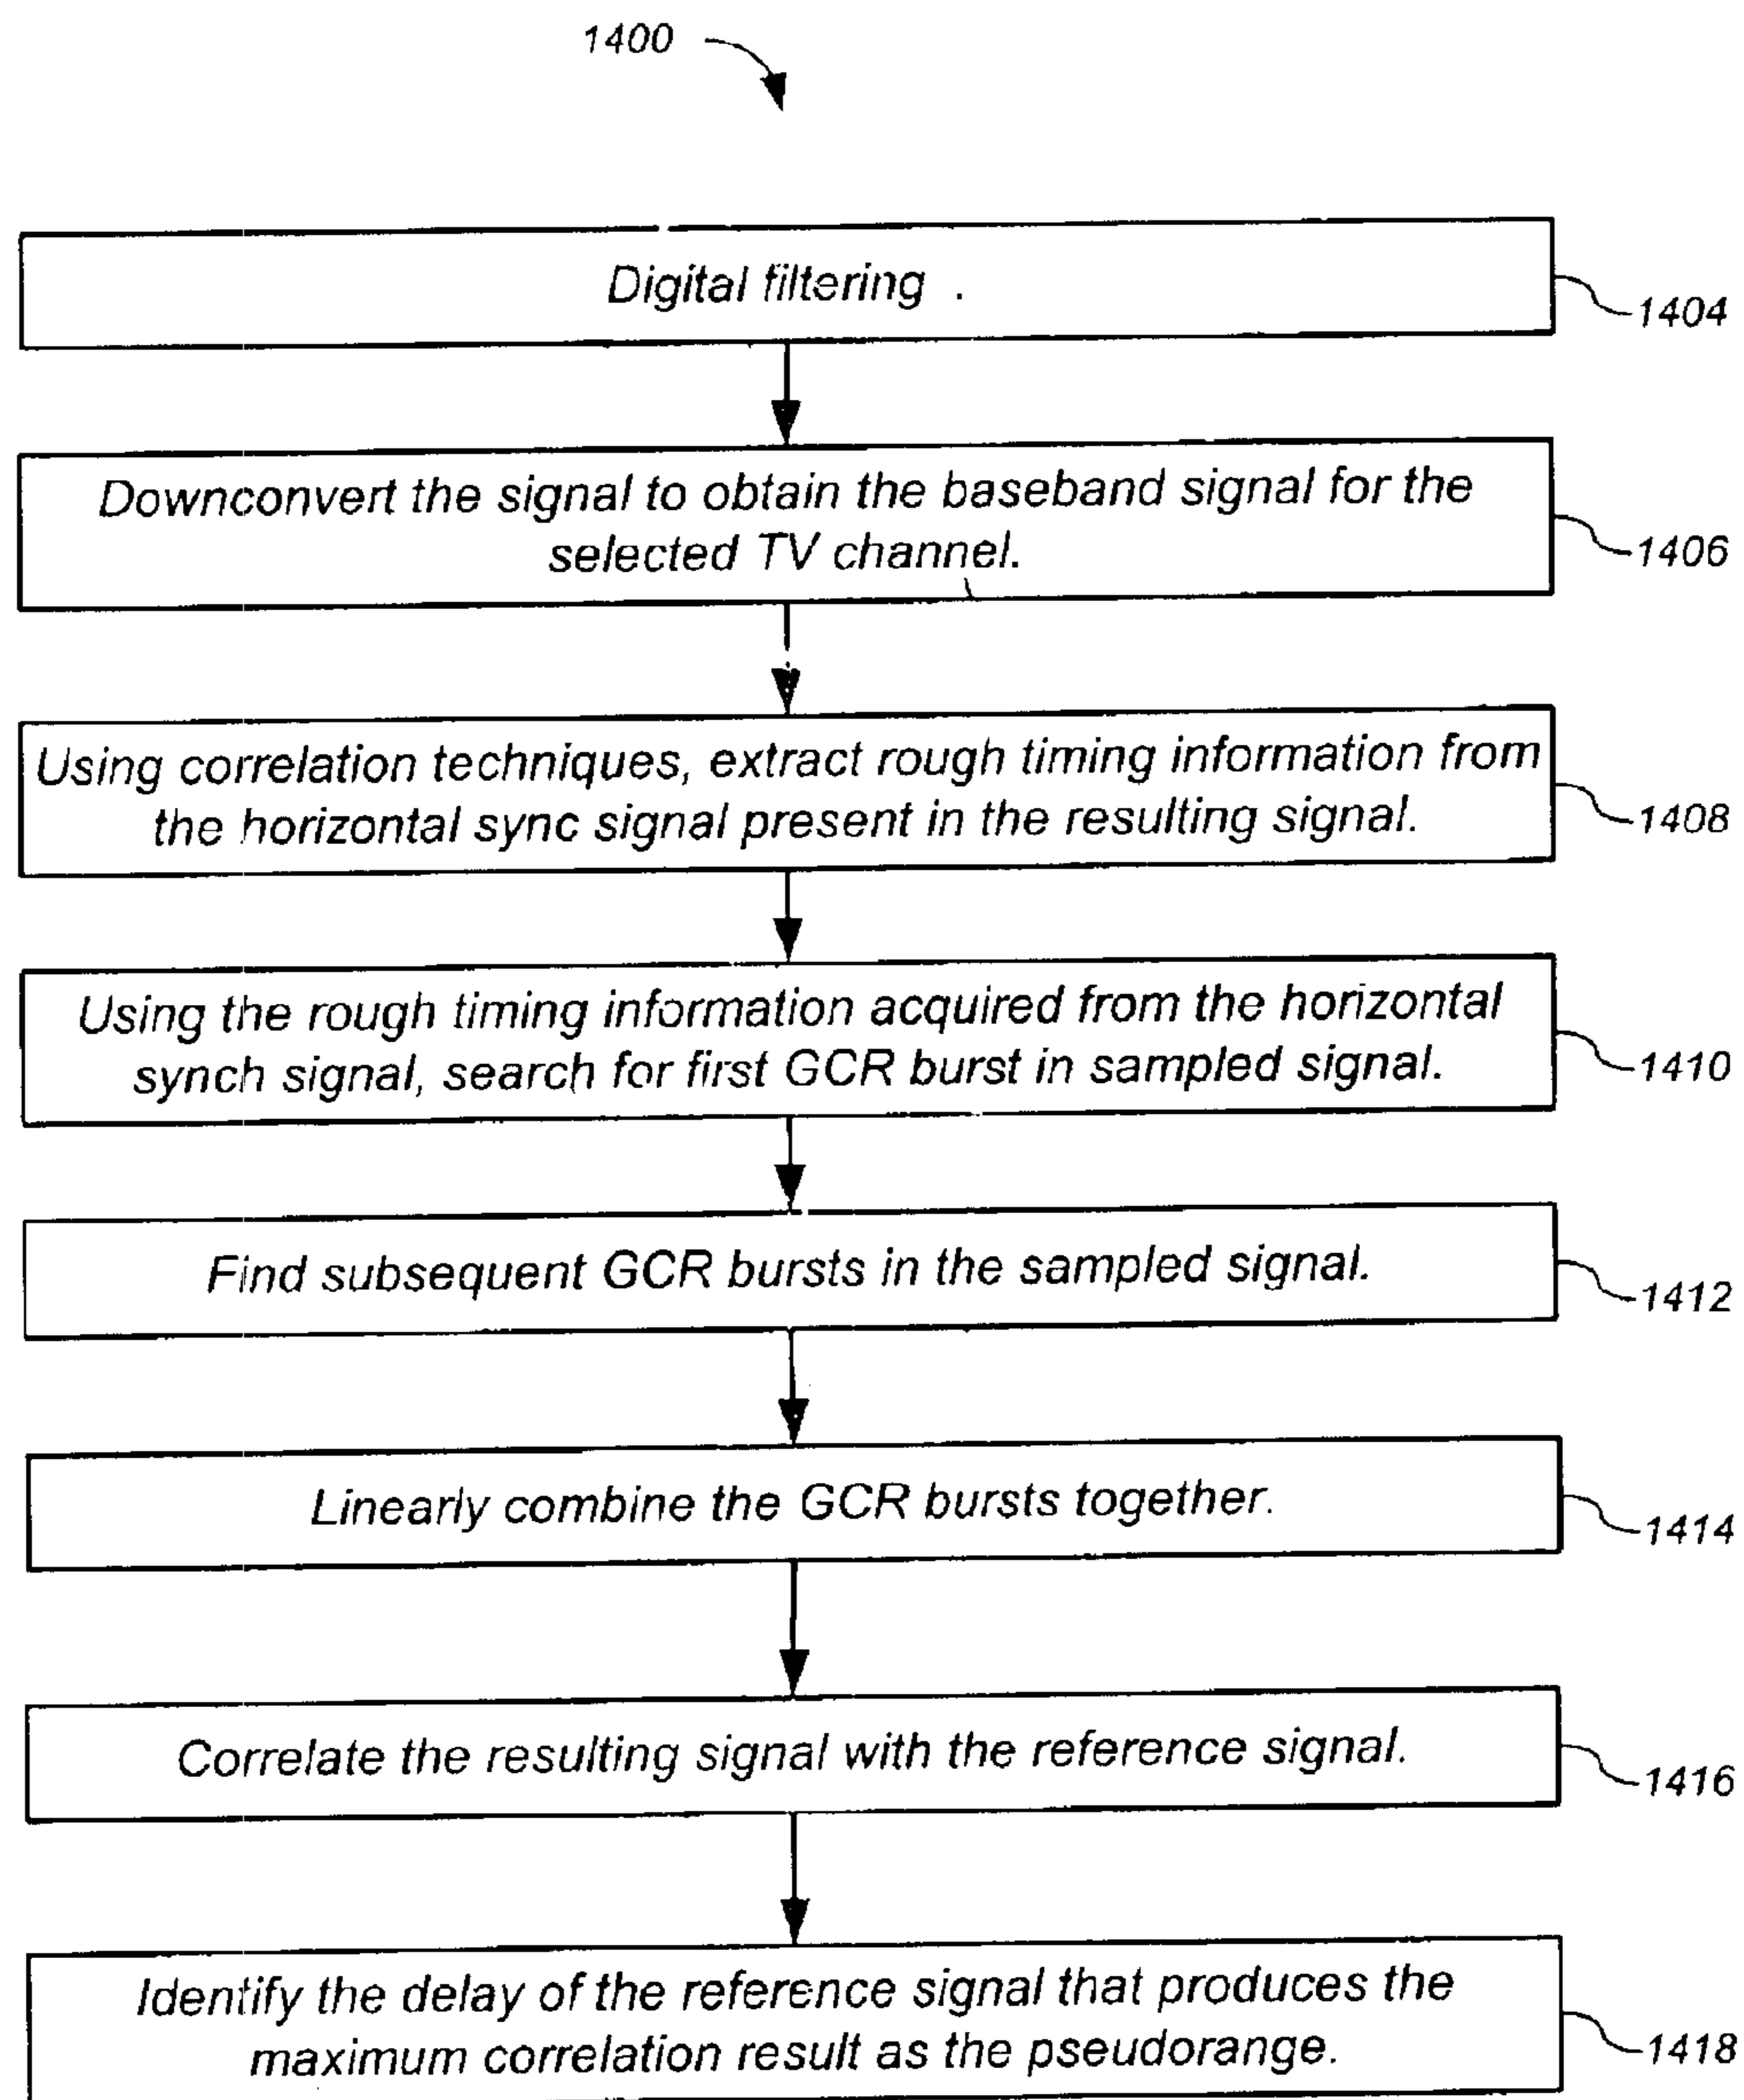 1400
Digital filtering .
1404
Downconvert the signal to obtain the baseband signal for the
selected TV channel.
1406
Using correlation techniques, extract rough timing information from
the horizontal sync signal present in the resulting signal.
1408
Using the rough timing information acquired from the horizontal
synch signal, search for first GCR burst in sampled signal.
1410
Find subsequent GCR bursts in the sampled signal.
1412
Linearly combine the GCR bursts together.
1414
Correlate the resulting signal with the reference signal.
1416
Identify the delay of the reference signal that produces the
maximum correlation result as the pseudorange.
1418